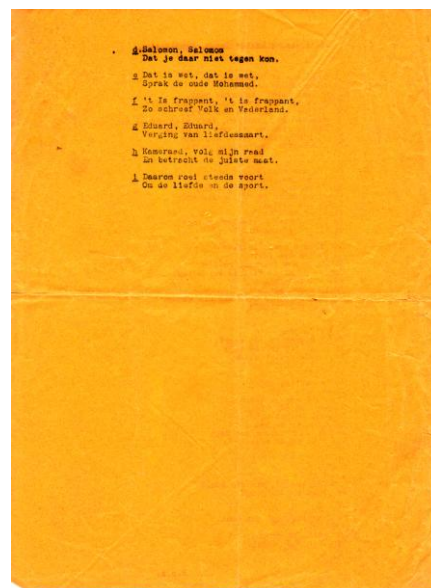 d.Salomon, Salomon
Dat je daar niet tegen kon.
e Dat is wet, dat is wet,
Sprak de oude Mohammed.
f 't Is frappant, 't is frappant,
Zo schreef Volk en Vaderland.
g Eduard, Eduard,
Verging van liefdessmart.
h Kameraad, volg mijn raad
En betracht de juiste maat.
i Daarom roei steeds voort
Om de liefde en de sport.